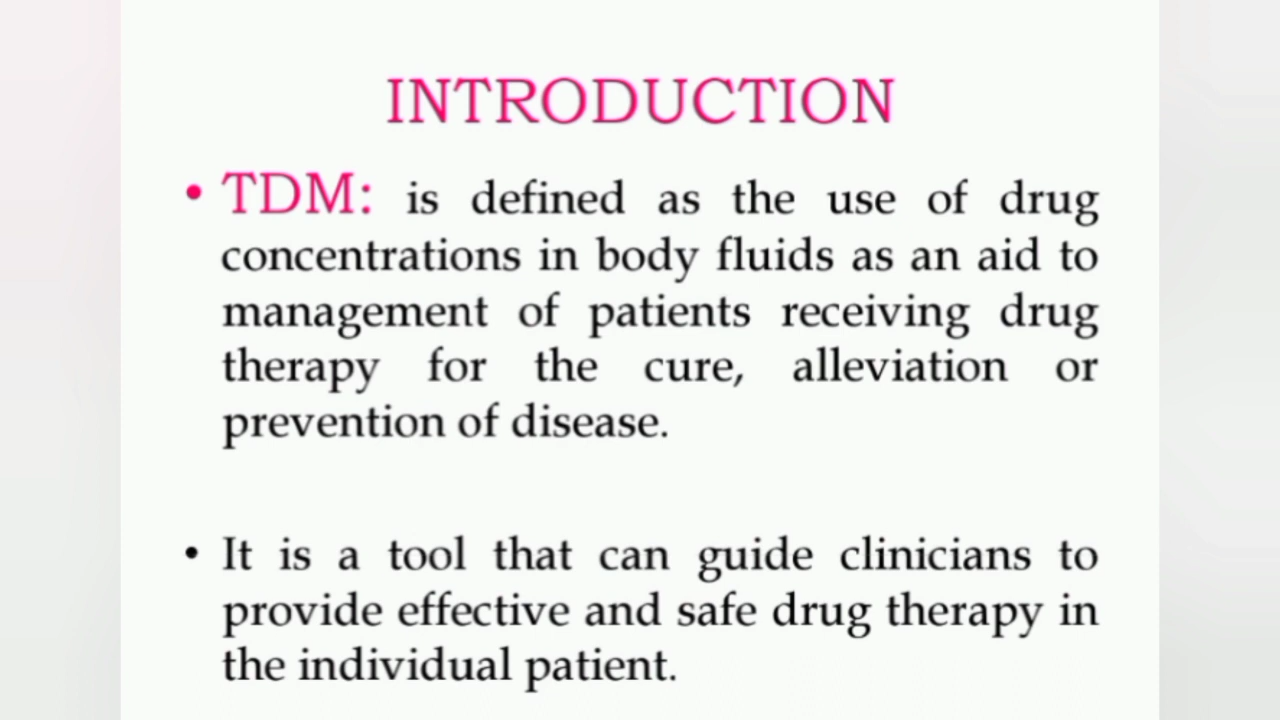 INTRODUCTION
• TDM: is defined as the use of drug
concentrations in body fluids as an aid to
management of patients receiving drug
therapy for the cure, alleviation or
prevention of disease.
• It is a tool that can guide clinicians to
provide effective and safe drug therapy in
the individual patient.